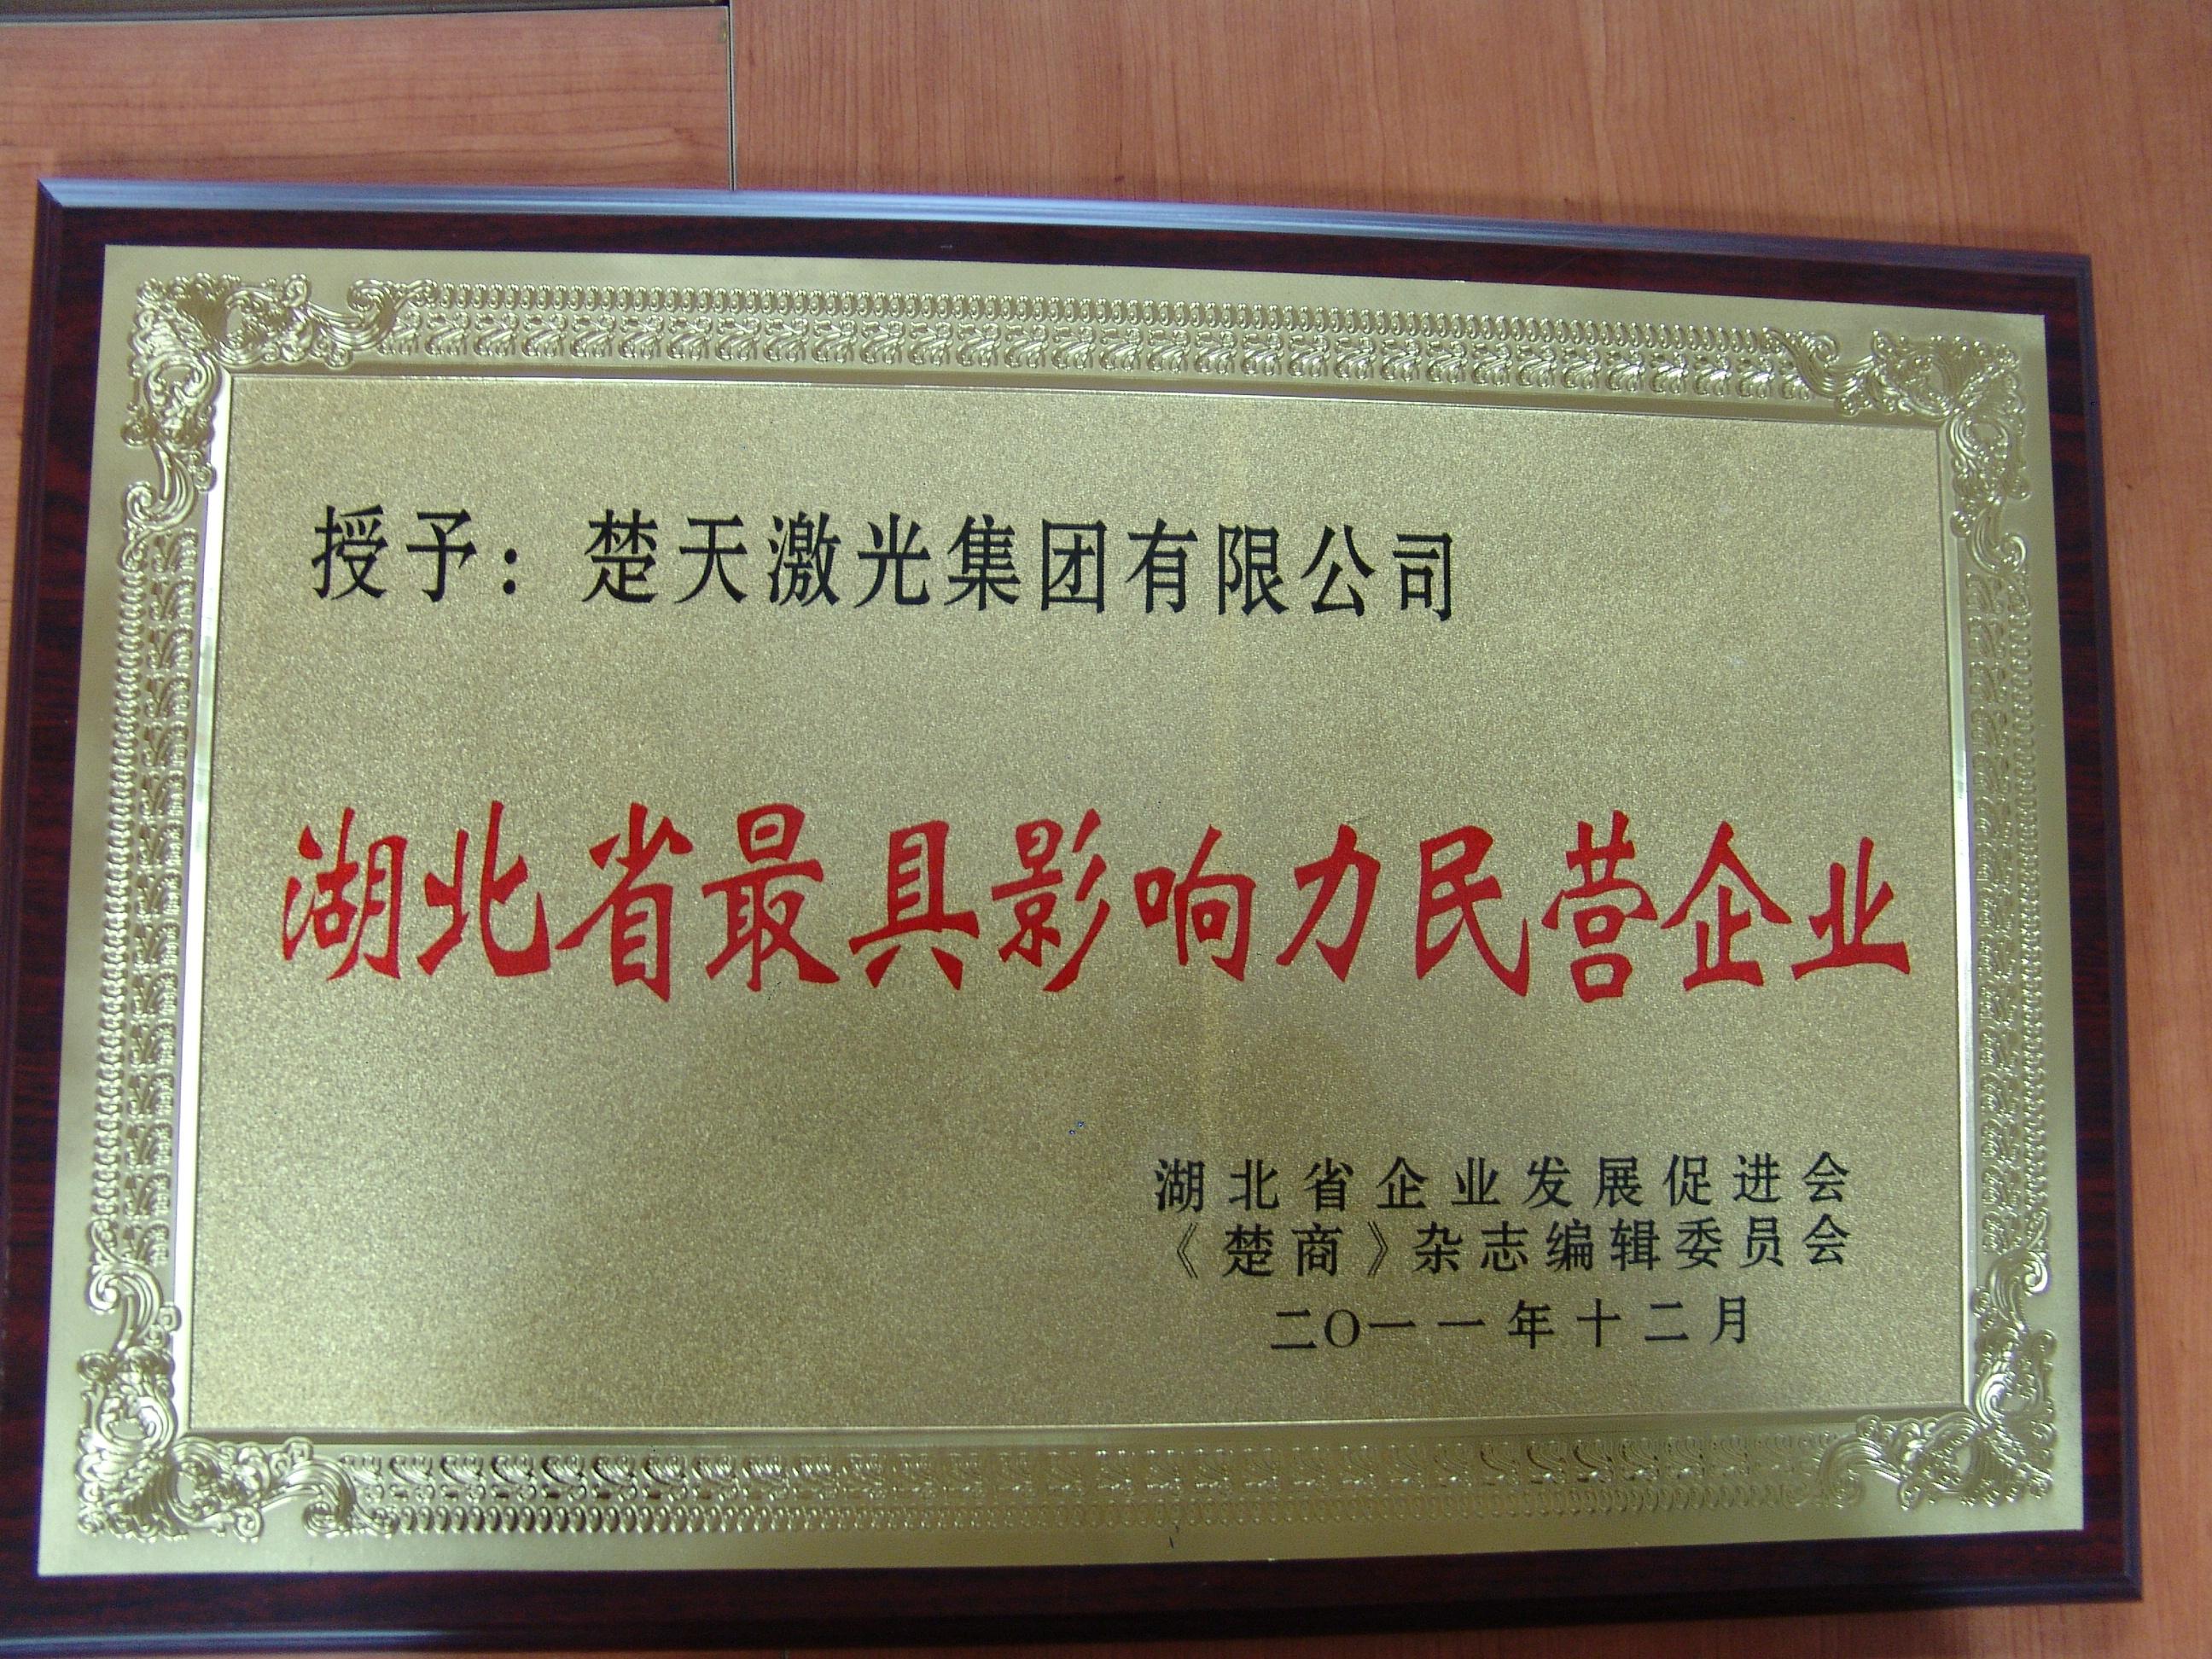 授予：楚天激光集团有限公司
湖北省最具影响力民营企业
湖北省企业发展促进会
《楚商》杂志编辑委员会
二〇一一年十二月